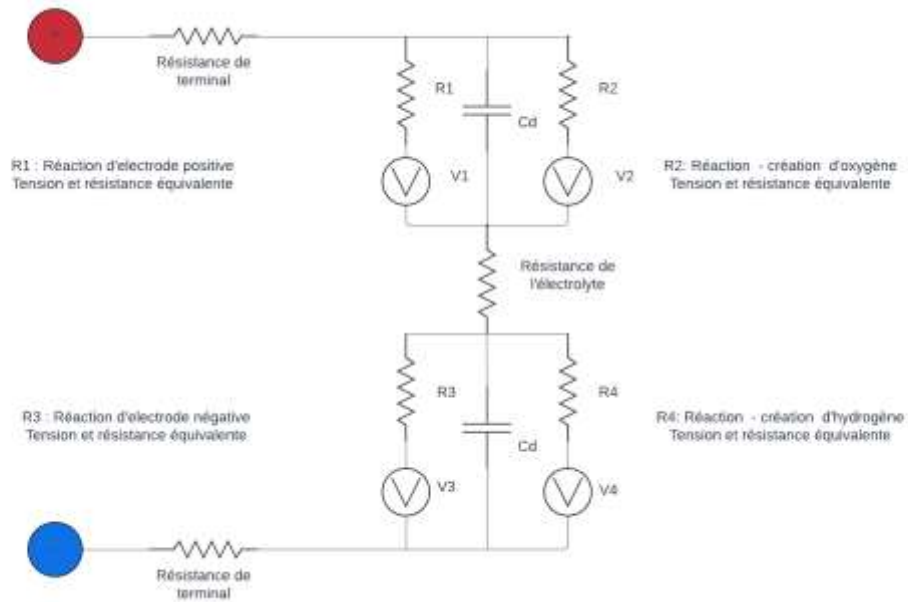 Résistance de
terminal
R1
Cd
R2
R1 : Réaction d'electrode positive
Tension et résistance équivalente
V1
V2
R2: Réaction - création d'oxygène
Tension et résistance équivalente
Résistance de
l'électrolyte
R3
R4
R3 : Réaction d'electrode négative
Tension et résistance équivalente
Cd
R4: Réaction - création d'hydrogène
Tension et résistance équivalente
V3
V4
Résistance de
terminal